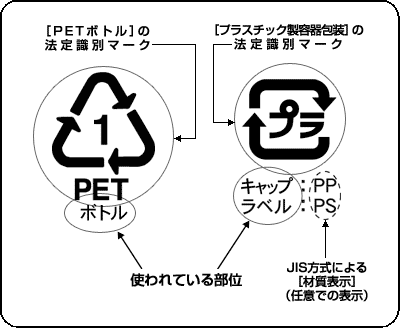 [PETボトル]の
法定識別マーク
[プラスチック製容器包装]の
法定識別マーク
1
PET
ボトル
プラ
キャップ：PP
ラベル：PS
使われている部位
JIS方式による
[材質表示]
(任意での表示)